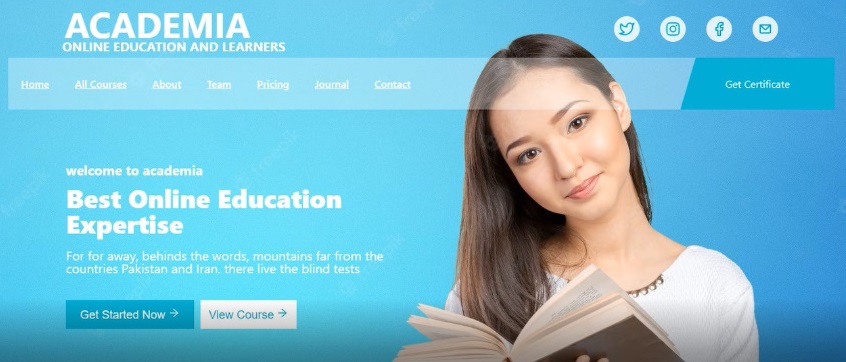 ACADEMIA
ONLINE EDUCATION AND LEARNERS
Home All Courses About Team Pricing Journal Contact Get Certificate
welcome to academia
Best Online Education
Expertise
For for away, behinds the words, mountains far from the
countries Pakistan and Iran. there live the blind tests
Get Started Now → View Course →